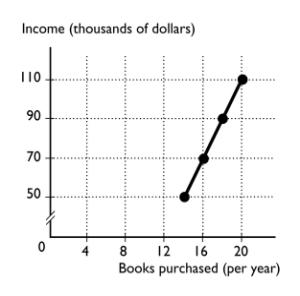 Income (thousands of dollars)
110
90
70
50
0 4 8 12 16 20
Books purchased (per year)